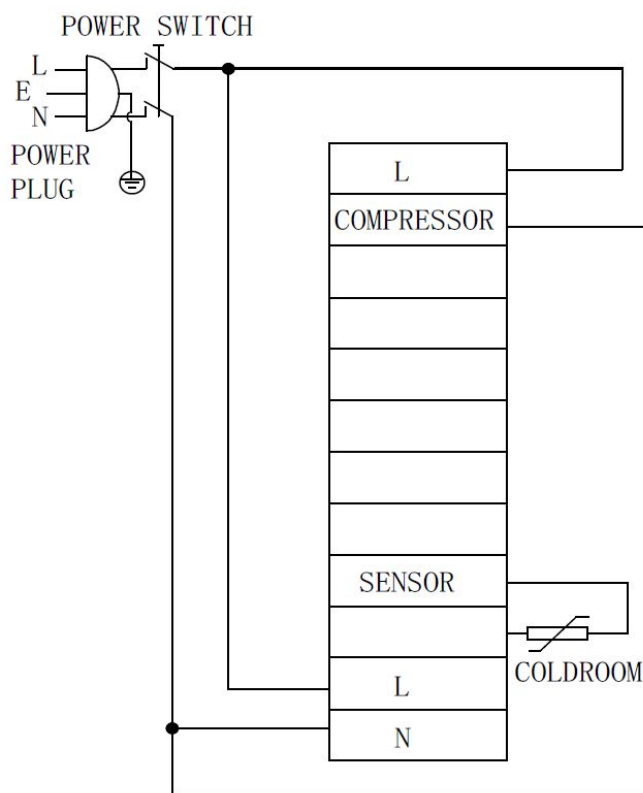 POWER SWITCH
L
E
N
POWER
PLUG
L
COMPRESSOR
SENSOR
COLDROOM
L
N